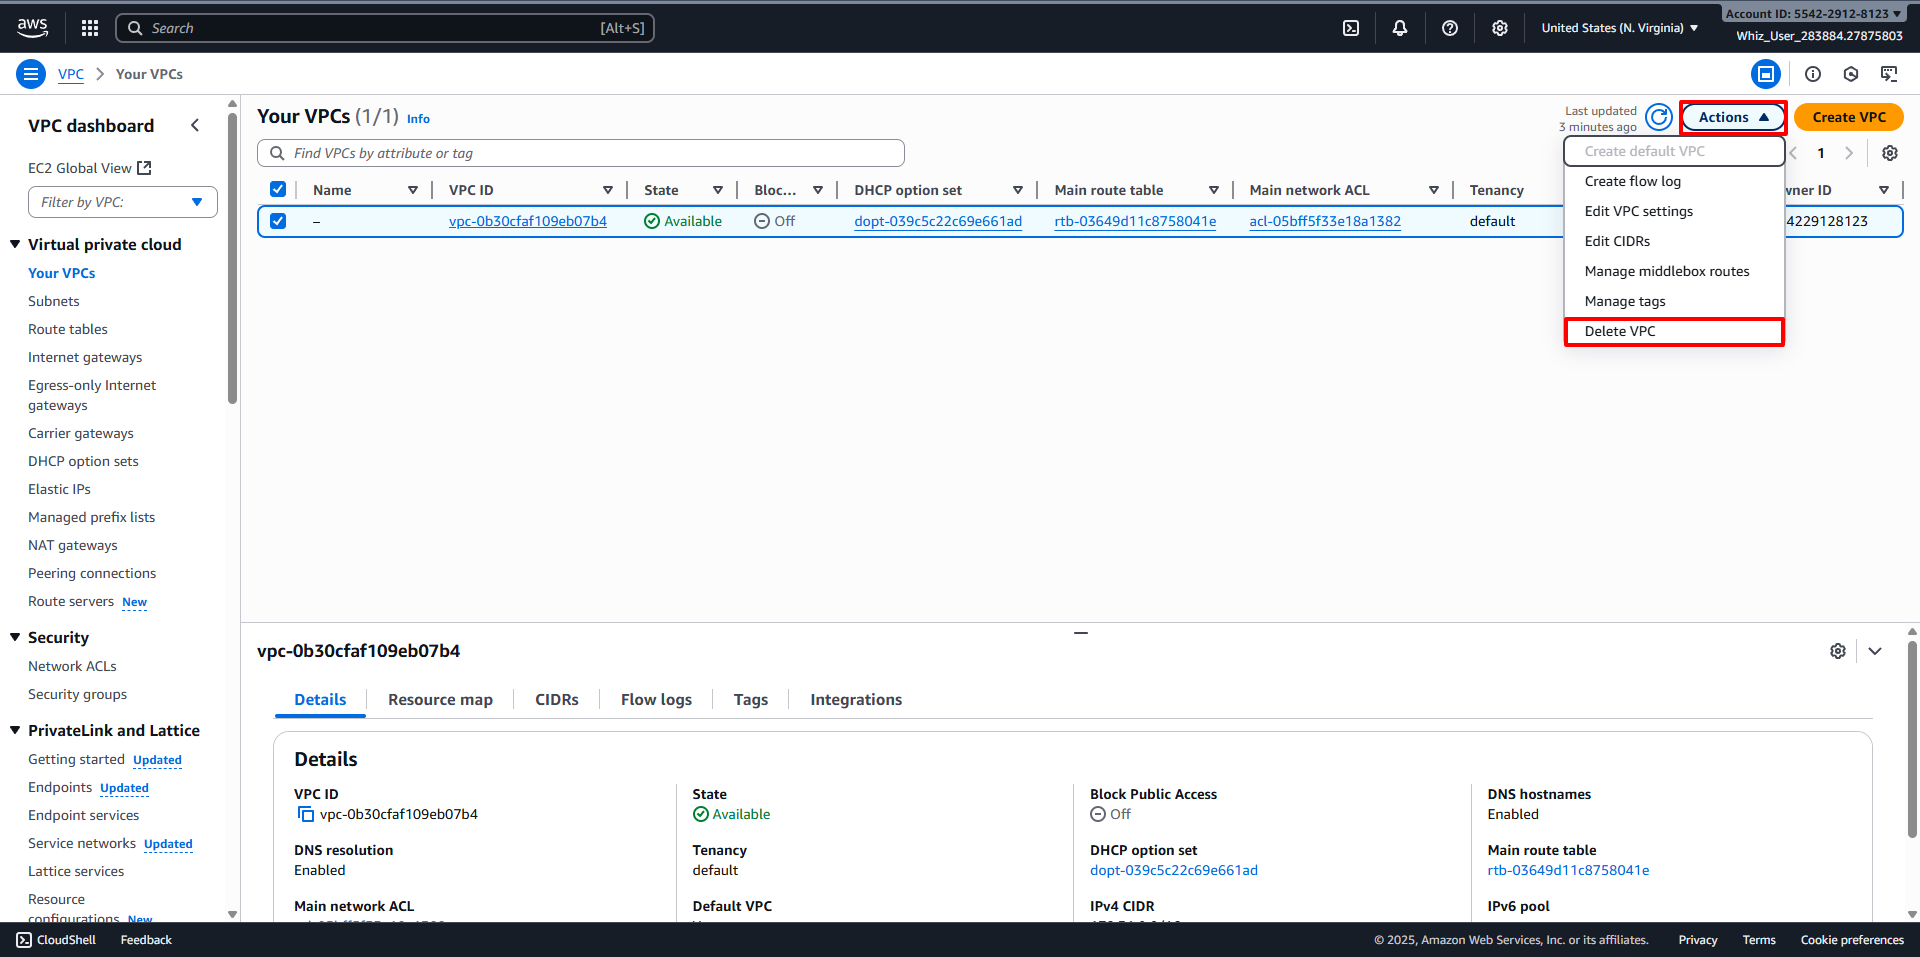 aws
Search
[Alt+S]
United States (N. Virginia)
Account ID: 5542-2912-8123
Whiz_User_283884.27875803
VPC
Your VPCs
VPC dashboard
EC2 Global View
Filter by VPC:
Virtual private cloud
Your VPCs
Subnets
Route tables
Internet gateways
Egress-only Internet
gateways
Carrier gateways
DHCP option sets
Elastic IPs
Managed prefix lists
NAT gateways
Peering connections
Route servers New
Security
Network ACLs
Security groups
PrivateLink and Lattice
Getting started Updated
Endpoints Updated
Endpoint services
Service networks Updated
Lattice services
Resource
configurations New
Your VPCs (1/1) Info
Last updated
3 minutes ago
Actions
Create VPC
Find VPCs by attribute or tag
1
Create default VPC
Create flow log
Edit VPC settings
Edit CIDRs
Manage middlebox routes
Manage tags
Delete VPC
Name VPC ID State Bloc... DHCP option set Main route table Main network ACL Tenancy wner ID
– vpc-0b30cfaf109eb07b4 Available Off dopt-039c5c22c69e661ad rtb-03649d11c8758041e acl-05bff5f33e18a1382 default 4229128123
vpc-0b30cfaf109eb07b4
Details Resource map CIDRs Flow logs Tags Integrations
Details
VPC ID
vpc-0b30cfaf109eb07b4
State
Available
Block Public Access
Off
DNS hostnames
Enabled
DNS resolution
Enabled
Tenancy
default
DHCP option set
dopt-039c5c22c69e661ad
Main route table
rtb-03649d11c8758041e
Main network ACL
Default VPC
IPv4 CIDR
IPv6 pool
CloudShell
Feedback
© 2025, Amazon Web Services, Inc. or its affiliates.
Privacy
Terms
Cookie preferences